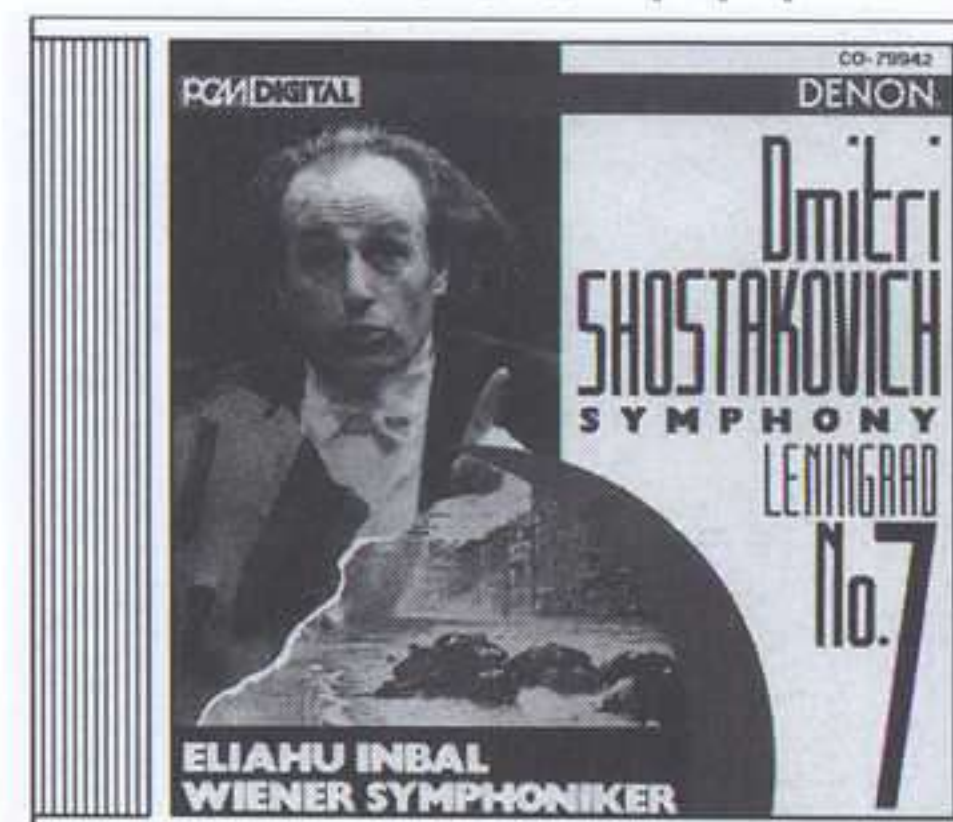 CO-79942
PCM DIGITAL
DENON
Dmitri
SHOSTAKOVICH
SYMPHONY
LENINGRAD
No.7
ELIAHU INBAL
WIENER SYMPHONIKER